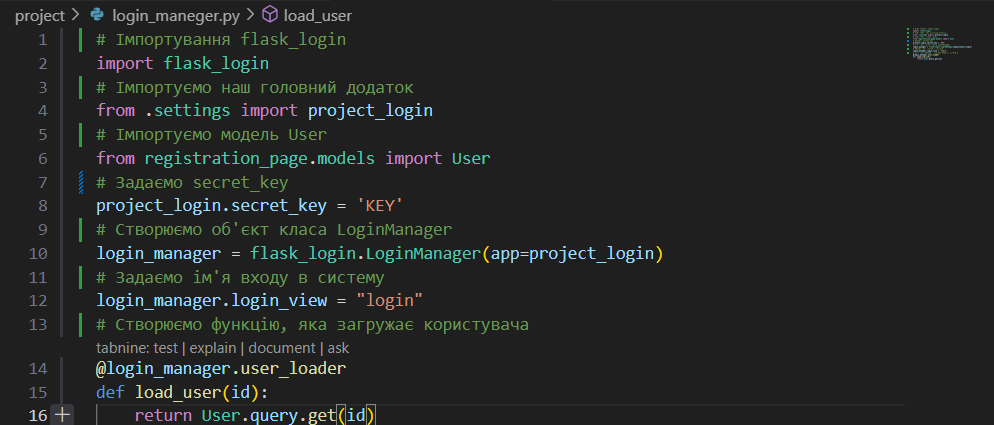 project > login_maneger.py > load_user
1 # Імпортування flask_login
2 import flask_login
3 # Імпортуємо наш головний додаток
4 from .settings import project_login
5 # Імпортуємо модель User
6 from registration_page.models import User
7 # Задаємо secret_key
8 project_login.secret_key = 'KEY'
9 # Створюємо об'єкт класа LoginManager
10 login_manager = flask_login.LoginManager(app=project_login)
11 # Задаємо ім'я входу в систему
12 login_manager.login_view = "login"
13 # Створюємо функцію, яка загружає користувача
tabnine: test | explain | document | ask
14 @login_manager.user_loader
15 def load_user(id):
16 return User.query.get(id)